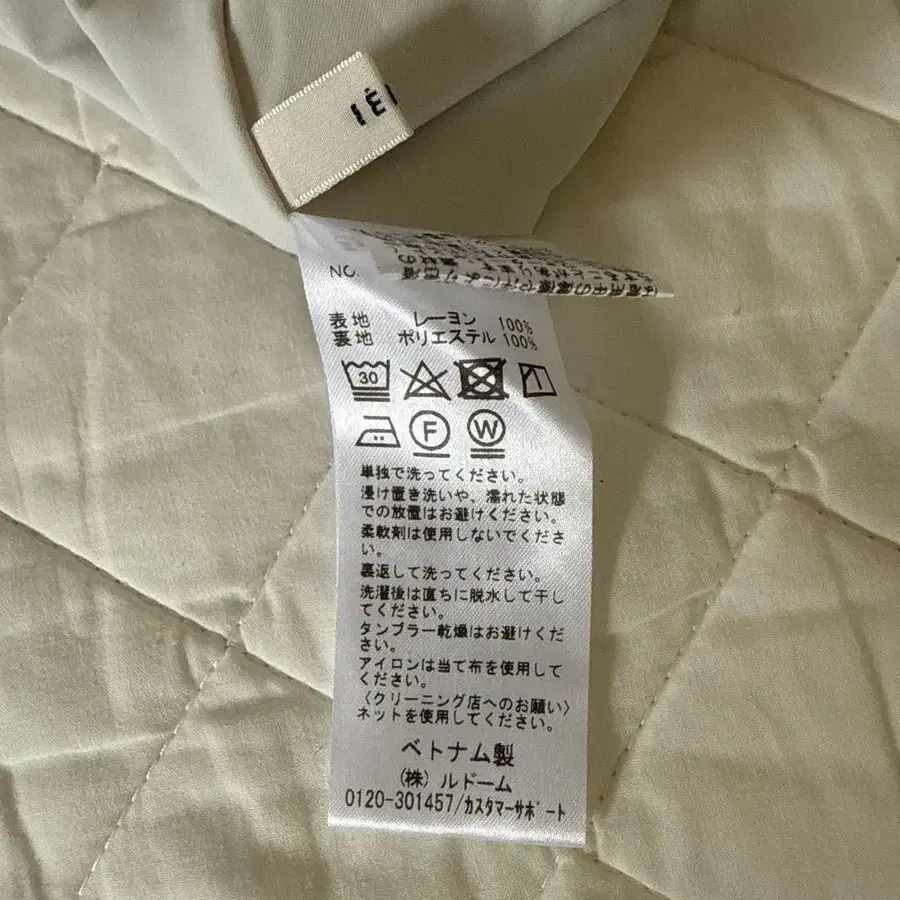 IÉ
NC.
表地 レーヨン 100%
裏地 ポリエステル 100%
30
F W
単独で洗ってください。
浸け置き洗いや、濡れた状態
での放置はお避けください。
柔軟剤は使用しないでくださ
い。
裏返して洗ってください。
洗濯後は直ちに脱水して干し
てください。
タンブラー乾燥はお避けくだ
さい。
アイロンは当て布を使用して
ください。
〈クリーニング店へのお願い〉
ネットを使用してください。
ベトナム製
(株) ルドーム
0120-301457/カスタマーサポート